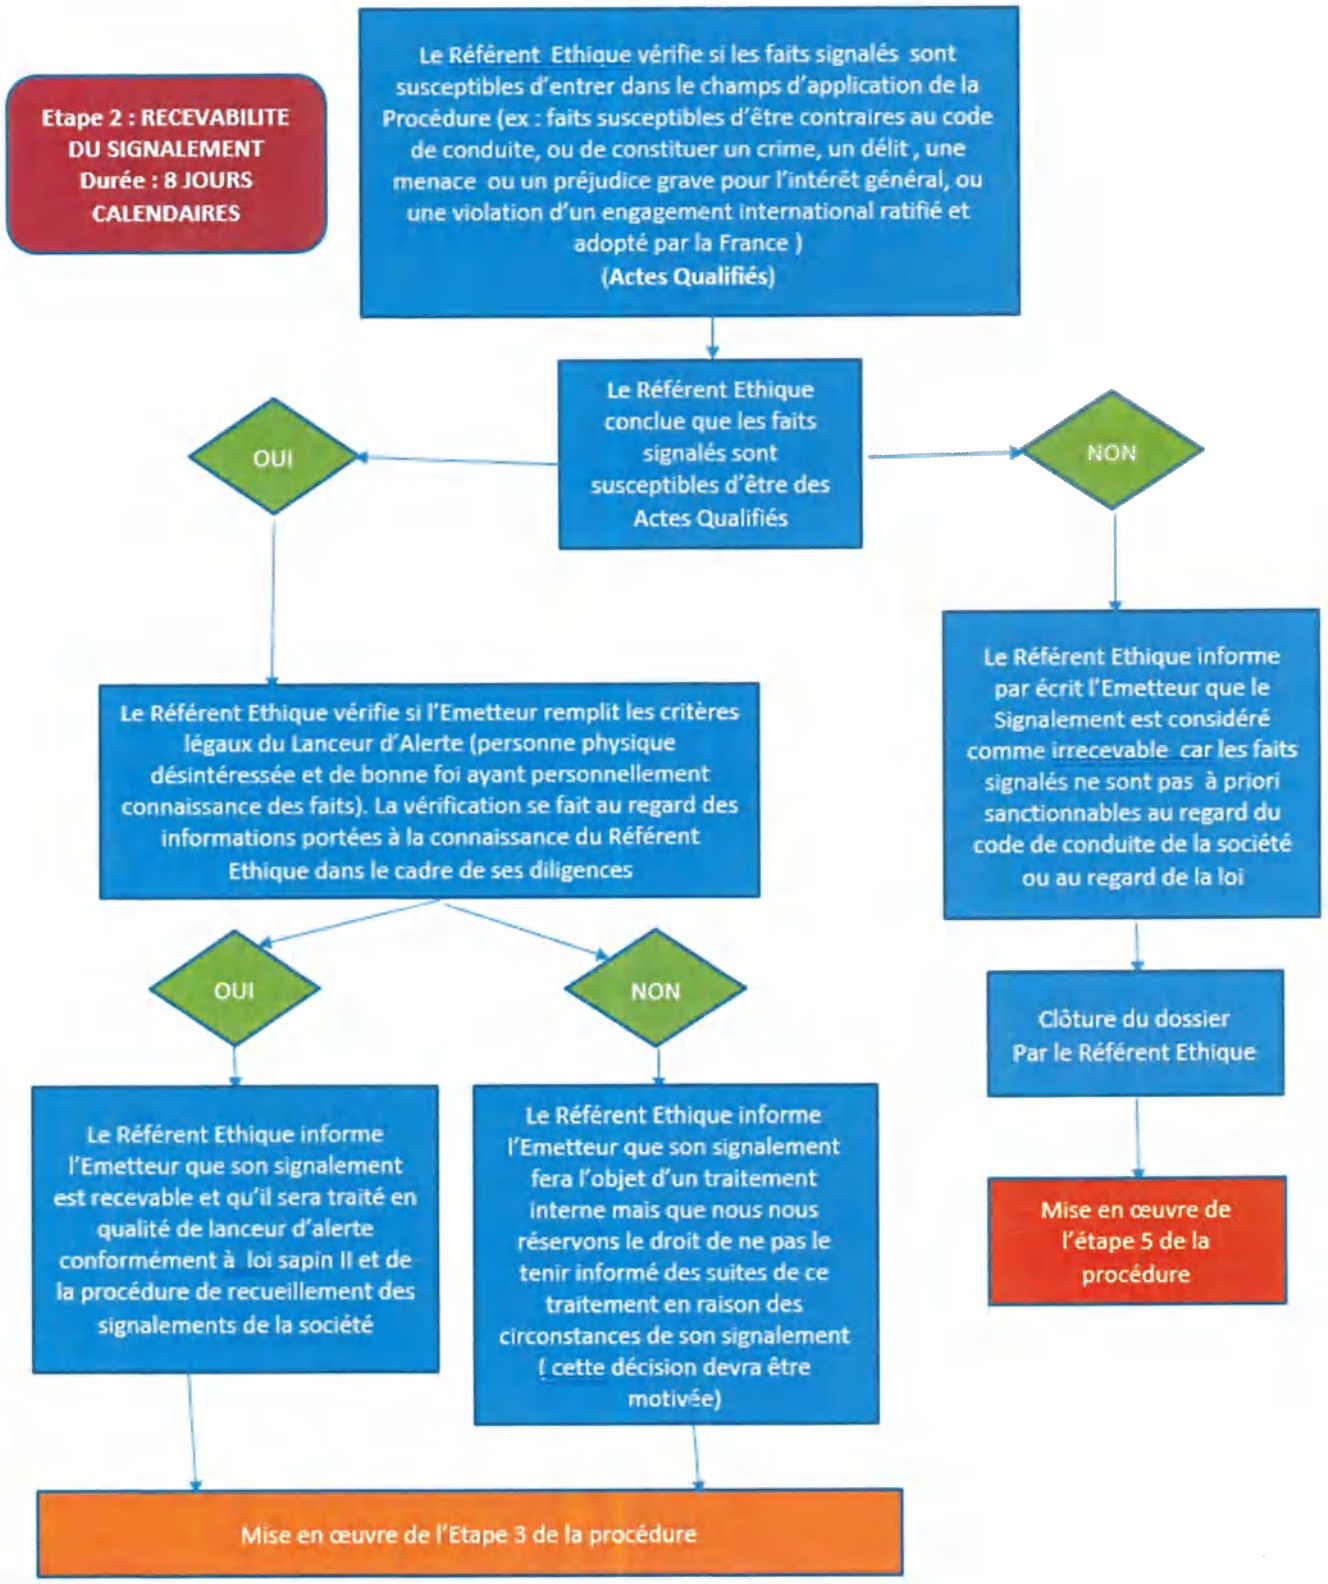 Etape 2 : RECEVABILITE
DU SIGNALEMENT
Durée : 8 JOURS
CALENDAIRES
Le Référent Ethique vérifie si les faits signalés sont
susceptibles d'entrer dans le champs d'application de la
Procédure (ex : faits susceptibles d'être contraires au code
de conduite, ou de constituer un crime, un délit , une
menace ou un préjudice grave pour l'intérêt général, ou
une violation d'un engagement international ratifié et
adopté par la France )
(Actes Qualifiés)
Le Référent Ethique
conclue que les faits
signalés sont
susceptibles d'être des
Actes Qualifiés
OUI
NON
Le Référent Ethique vérifie si l'Emetteur remplit les critères
légaux du Lanceur d'Alerte (personne physique
désintéressée et de bonne foi ayant personnellement
connaissance des faits). La vérification se fait au regard des
informations portées à la connaissance du Référent
Ethique dans le cadre de ses diligences
Le Référent Ethique informe
par écrit l'Emetteur que le
Signalement est considéré
comme irrecevable car les faits
signalés ne sont pas à priori
sanctionnables au regard du
code de conduite de la société
ou au regard de la loi
OUI
NON
Clôture du dossier
Par le Référent Ethique
Le Référent Ethique informe
l'Emetteur que son signalement
est recevable et qu'il sera traité en
qualité de lanceur d'alerte
conformément à loi sapin II et de
la procédure de recueillement des
signalements de la société
Le Référent Ethique informe
l'Emetteur que son signalement
fera l'objet d'un traitement
interne mais que nous nous
réservons le droit de ne pas le
tenir informé des suites de ce
traitement en raison des
circonstances de son signalement
( cette décision devra être
motivée)
Mise en œuvre de
l'étape 5 de la
procédure
Mise en œuvre de l'Etape 3 de la procédure